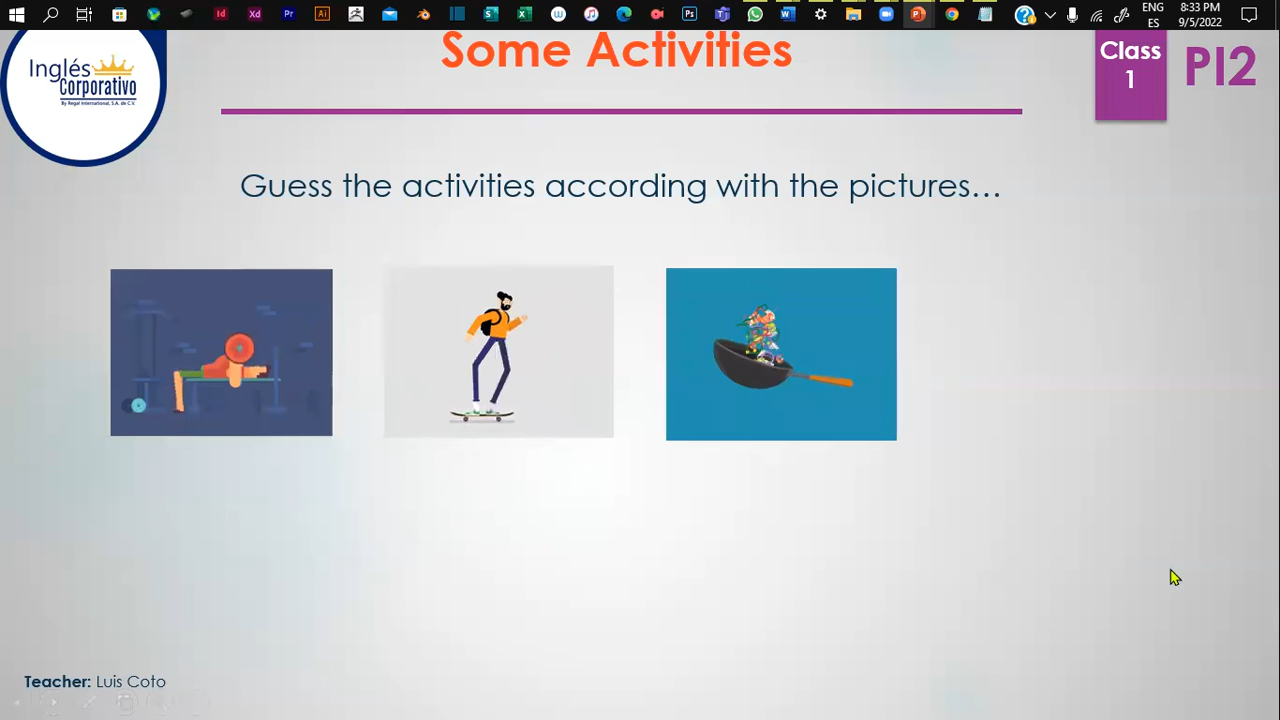 ENG
8:33 PM
ES
9/5/2022
Some Activities
Class
1
PI2
Inglés
Corporativo
By Regal International, S.A. de C.V.
Guess the activities according with the pictures…
Teacher: Luis Coto